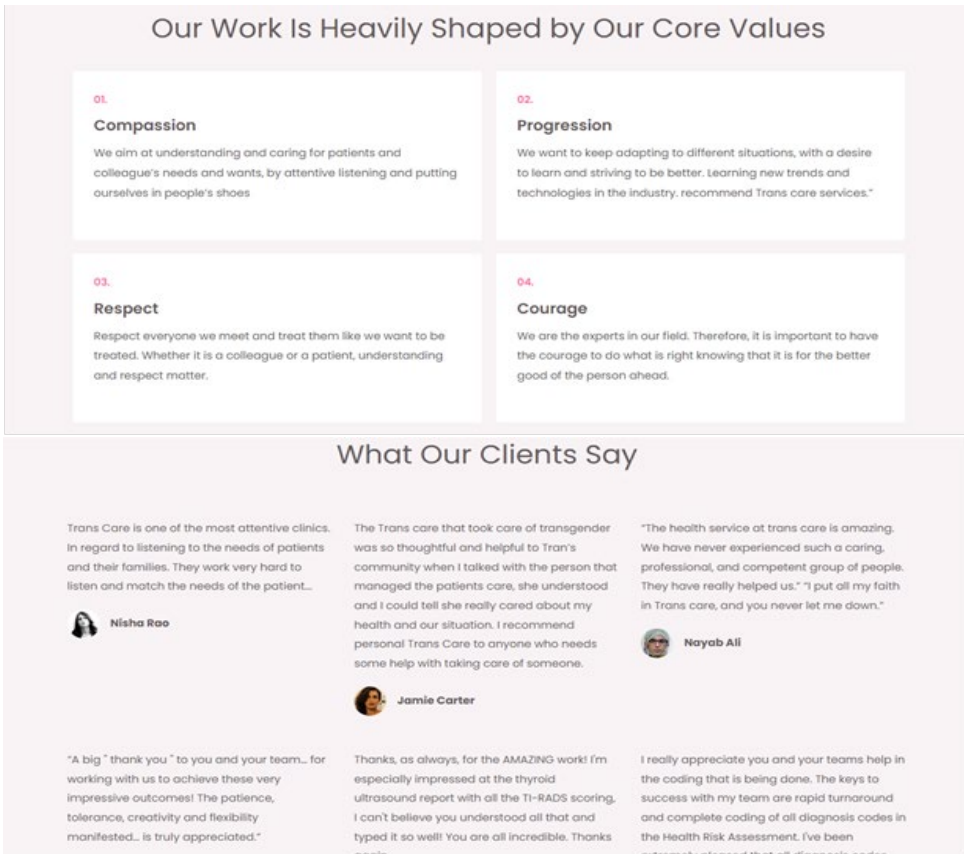 Our Work Is Heavily Shaped by Our Core Values
01.
Compassion
We aim at understanding and caring for patients and
colleague's needs and wants, by attentive listening and putting
ourselves in people's shoes
02.
Progression
We want to keep adapting to different situations, with a desire
to learn and striving to be better. Learning new trends and
technologies in the industry. recommend Trans care services."
03.
Respect
Respect everyone we meet and treat them like we want to be
treated. Whether it is a colleague or a patient, understanding
and respect matter.
04.
Courage
We are the experts in our field. Therefore, it is important to have
the courage to do what is right knowing that it is for the better
good of the person ahead.
What Our Clients Say
Trans Care is one of the most attentive clinics.
In regard to listening to the needs of patients
and their families. They work very hard to
listen and match the needs of the patient...
Nisha Rao
The Trans care that took care of transgender
was so thoughtful and helpful to Tran's
community when I talked with the person that
managed the patients care, she understood
and I could tell she really cared about my
health and our situation. I recommend
personal Trans Care to anyone who needs
some help with taking care of someone.
Jamie Carter
"The health service at trans care is amazing.
We have never experienced such a caring,
professional, and competent group of people.
They have really helped us." "I put all my faith
in Trans care, and you never let me down."
Nayab Ali
"A big " thank you " to you and your team... for
working with us to achieve these very
impressive outcomes! The patience,
tolerance, creativity and flexibility
manifested... is truly appreciated."
Thanks, as always, for the AMAZING work! I'm
especially impressed at the thyroid
ultrasound report with all the TI-RADS scoring,
I can't believe you understood all that and
typed it so well! You are all incredible. Thanks
I really appreciate you and your teams help in
the coding that is being done. The keys to
success with my team are rapid turnaround
and complete coding of all diagnosis codes in
the Health Risk Assessment. I've been